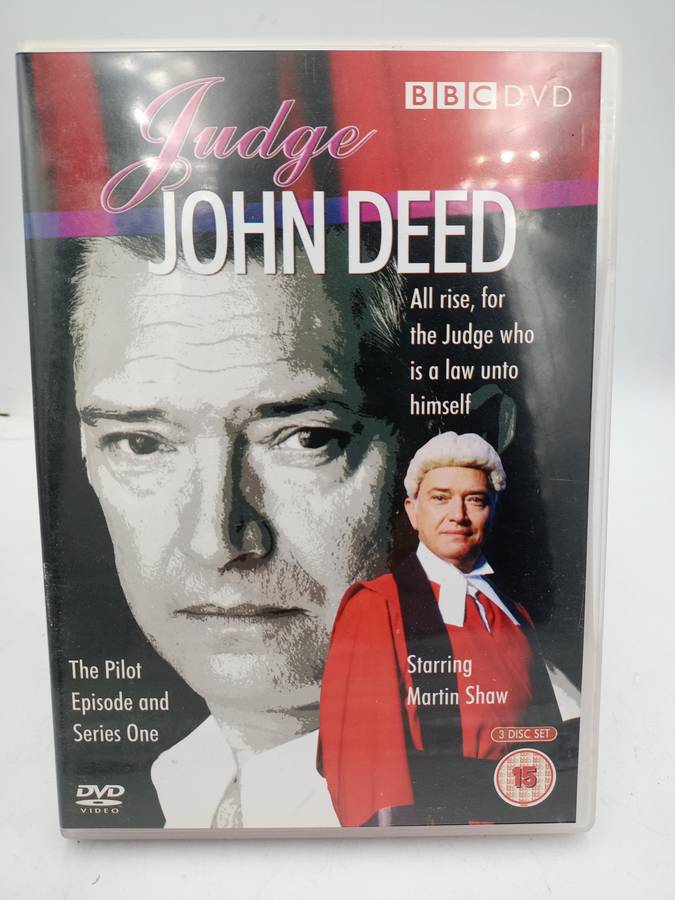 BBC DVD
Judge
JOHN DEED
All rise, for
the Judge who
is a law unto
himself
The Pilot
Episode and
Series One
Starring
Martin Shaw
3 DISC SET
15
DVD
VIDEO